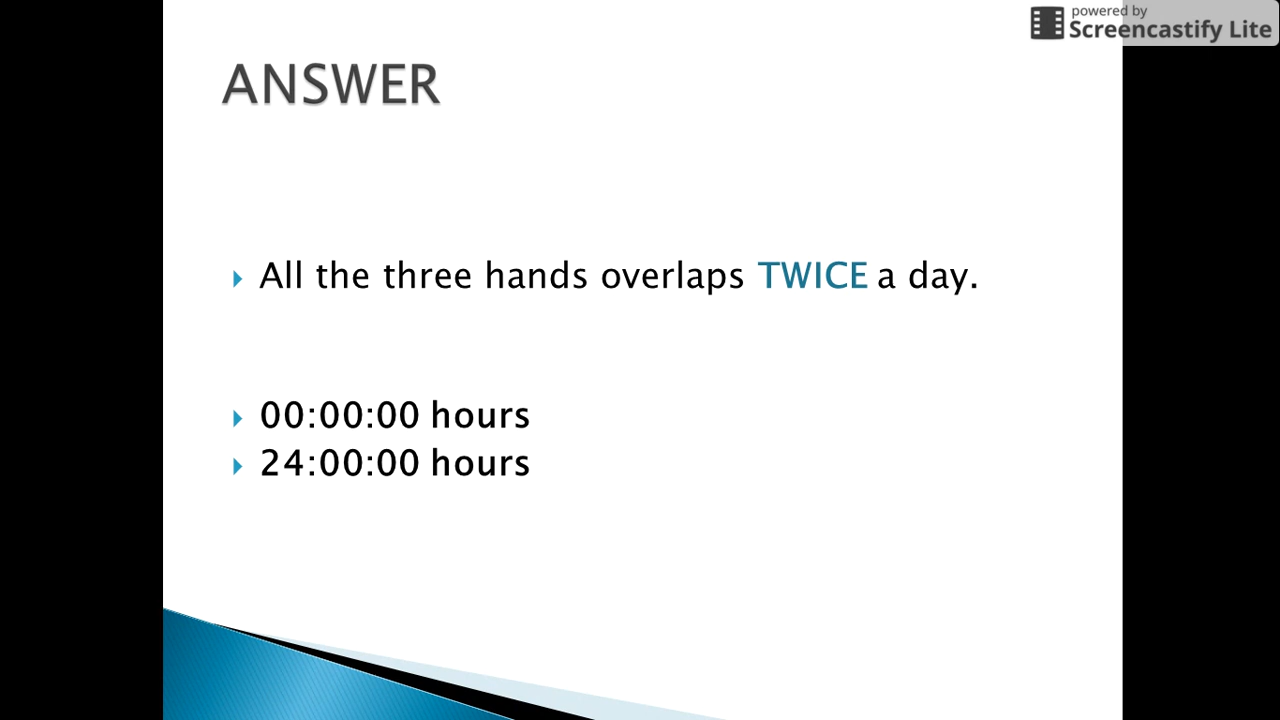 powered by
Screencastify Lite
ANSWER
All the three hands overlaps TWICE a day.
00:00:00 hours
24:00:00 hours